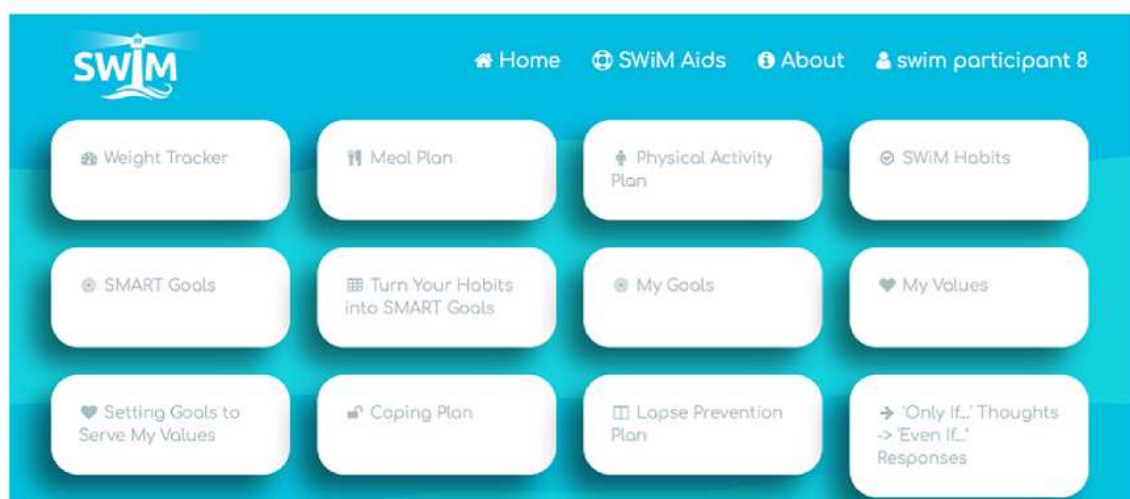 SWiM
Home
SWiM Aids
About
swim participant 8
Weight Tracker
Meal Plan
Physical Activity
Plan
SWiM Habits
SMART Goals
Turn Your Habits
into SMART Goals
My Goals
My Values
Setting Goals to
Serve My Values
Coping Plan
Lapse Prevention
Plan
'Only If...' Thoughts
-> 'Even If...'
Responses